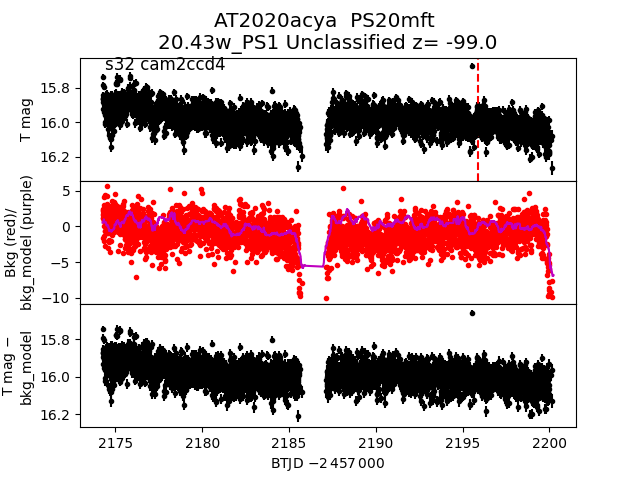 AT2020acya  PS20mft
20.43w_PS1 Unclassified z= -99.0
s32 cam2ccd4
T mag
15.8
16.0
16.2
Bkg (red)/
bkg_model (purple)
5
0
−5
−10
T mag −
bkg_model
15.8
16.0
16.2
2175 2180 2185 2190 2195 2200
BTJD −2 457 000